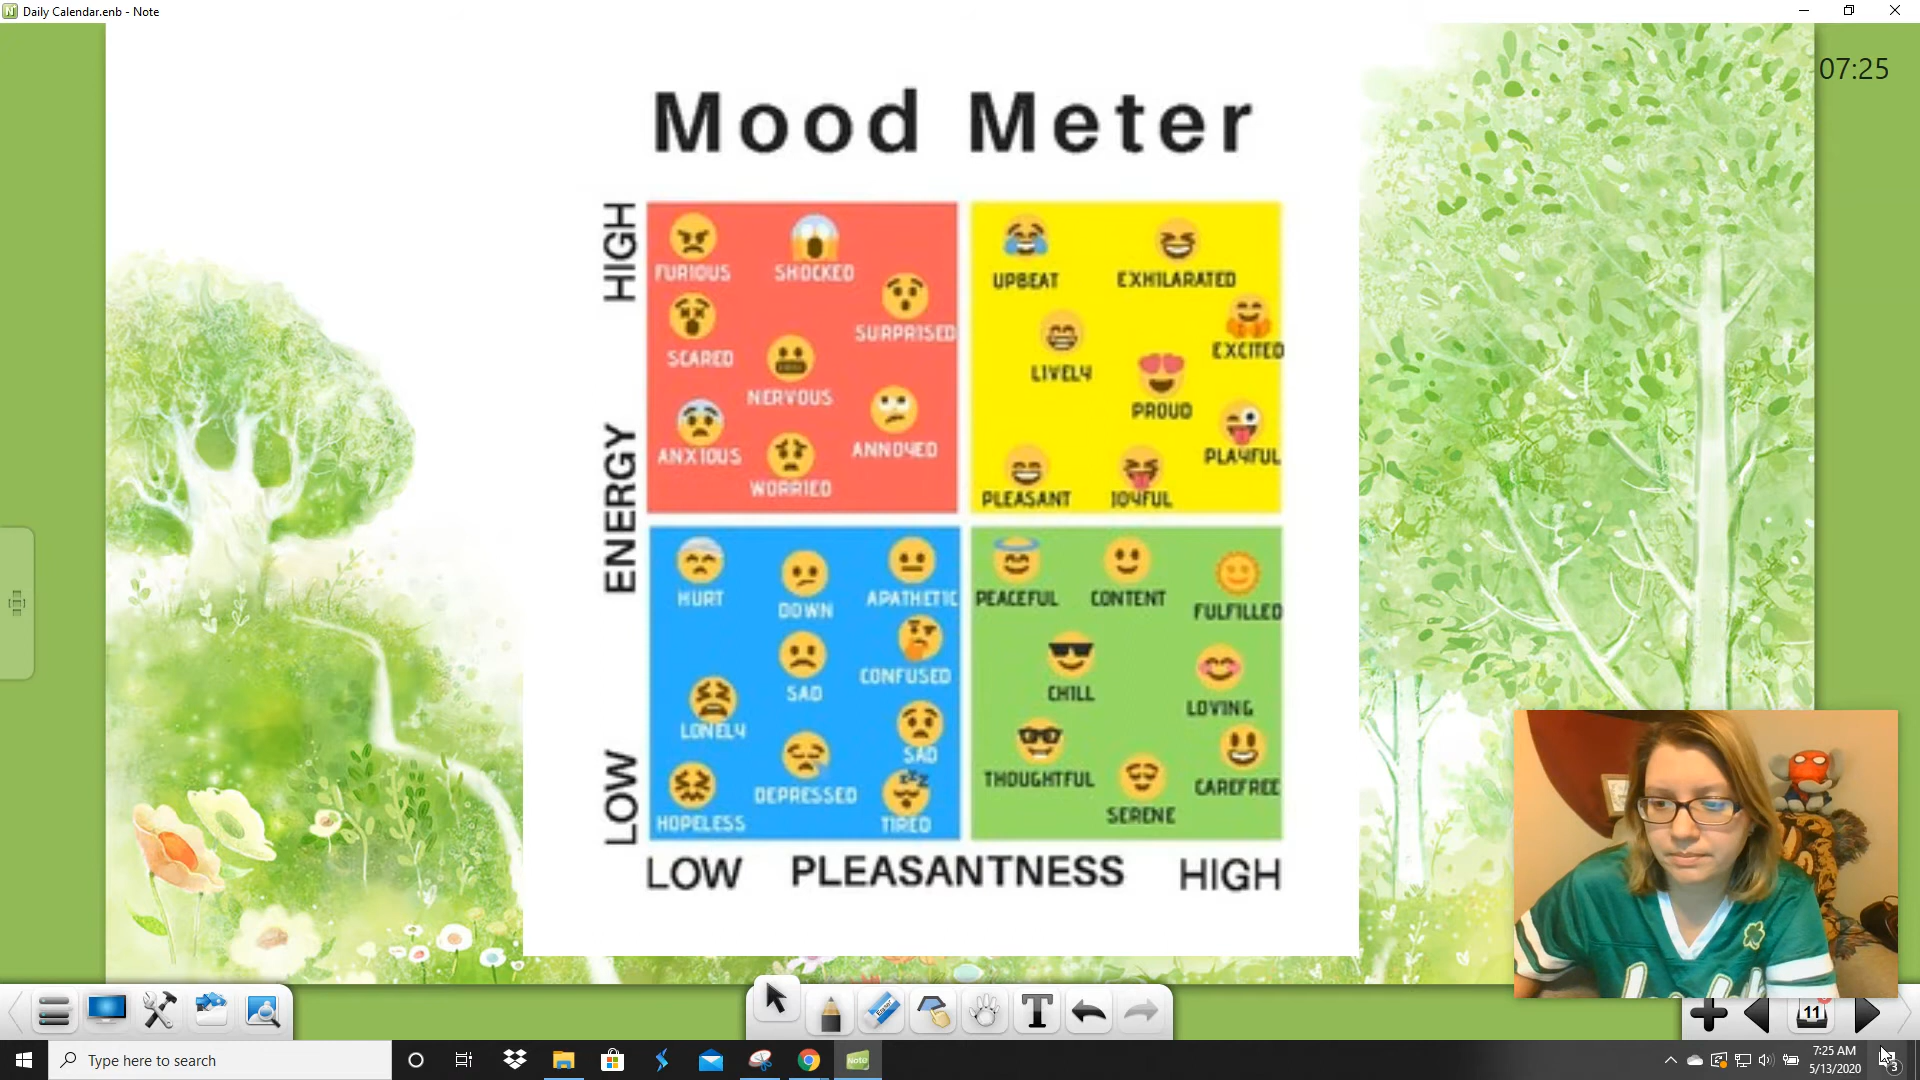 Daily Calendar.enb - Note
07:25
Mood Meter
HIGH
ENERGY
LOW
FURIOUS
SHOCKED
SURPRISED
SCARED
NERVOUS
ANXIOUS
ANNOYED
WORRIED
UPBEAT
EXHILARATED
EXCITED
LIVELY
PROUD
PLAYFUL
PLEASANT
JOYFUL
HURT
DOWN
APATHETIC
CONFUSED
SAD
LONELY
SAD
DEPRESSED
HOPELESS
TIRED
PEACEFUL
CONTENT
FULFILLED
CHILL
LOVING
THOUGHTFUL
CAREFREE
SERENE
LOW PLEASANTNESS HIGH
T
11
Type here to search
Note
7:25 AM
5/13/2020
3